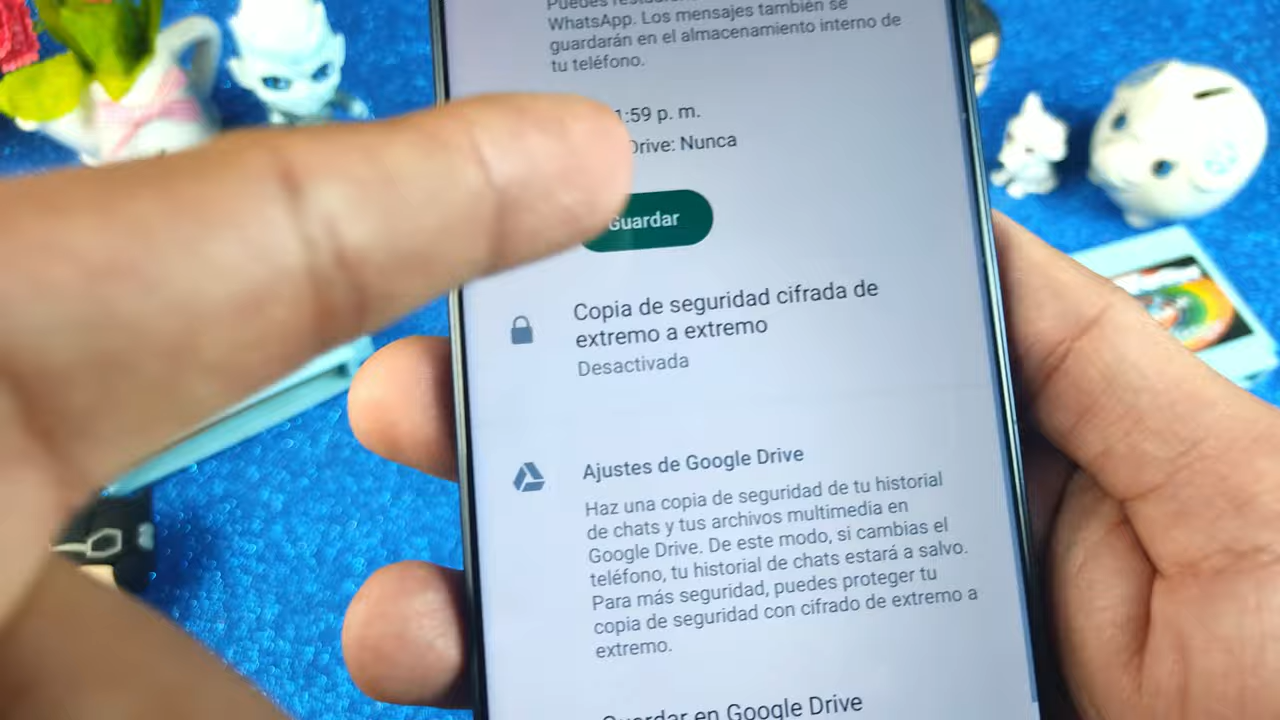 Puedes
WhatsApp. Los mensajes también se
guardarán en el almacenamiento interno de
tu teléfono.
1:59 p. m.
Drive: Nunca
Guardar
Copia de seguridad cifrada de
extremo a extremo
Desactivada
Ajustes de Google Drive
Haz una copia de seguridad de tu historial
de chats y tus archivos multimedia en
Google Drive. De este modo, si cambias el
teléfono, tu historial de chats estará a salvo.
Para más seguridad, puedes proteger tu
copia de seguridad con cifrado de extremo a
extremo.
Guardar en Google Drive